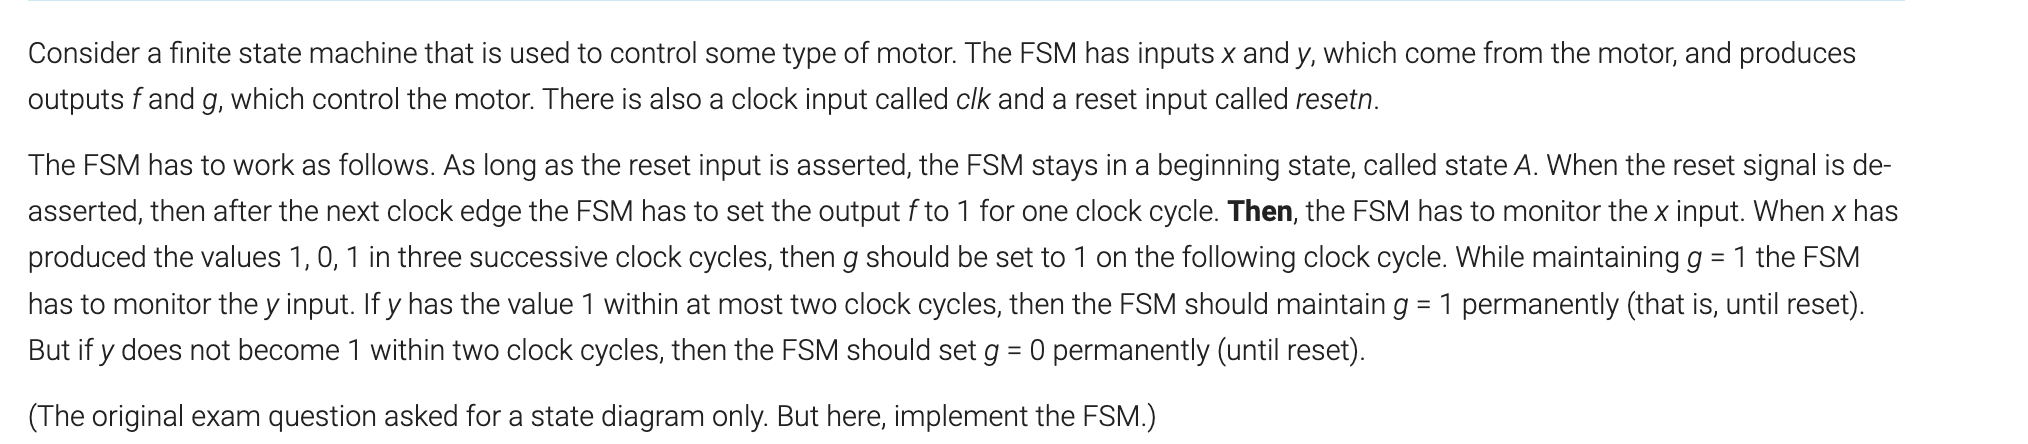 Consider a finite state machine that is used to control some type of motor. The FSM has inputs x and y, which come from the motor, and produces
outputs f and g, which control the motor. There is also a clock input called clk and a reset input called resetn.
The FSM has to work as follows. As long as the reset input is asserted, the FSM stays in a beginning state, called state A. When the reset signal is de-
asserted, then after the next clock edge the FSM has to set the output f to 1 for one clock cycle. Then, the FSM has to monitor the x input. When x has
produced the values 1, 0, 1 in three successive clock cycles, then g should be set to 1 on the following clock cycle. While maintaining g = 1 the FSM
has to monitor the y input. If y has the value 1 within at most two clock cycles, then the FSM should maintain g = 1 permanently (that is, until reset).
But if y does not become 1 within two clock cycles, then the FSM should set g = 0 permanently (until reset).
(The original exam question asked for a state diagram only. But here, implement the FSM.)